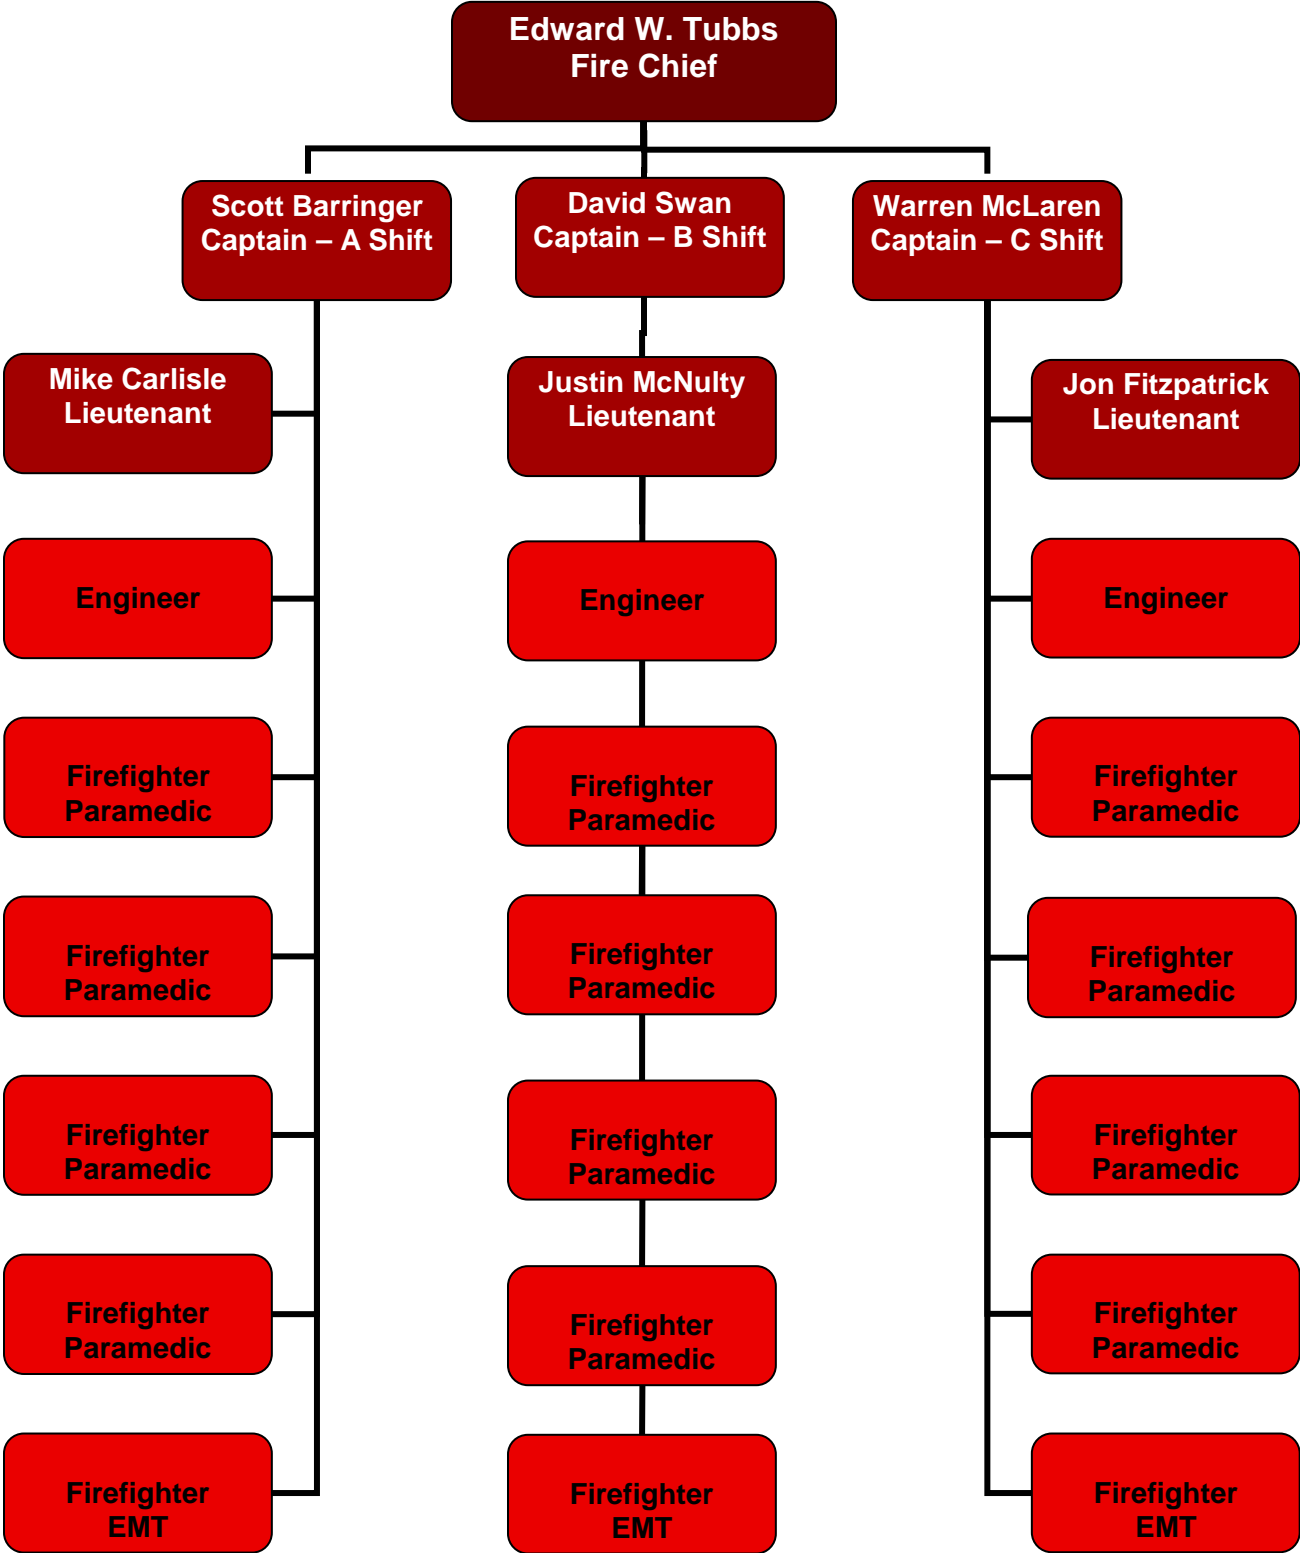 Edward W. Tubbs
Fire Chief
Scott Barringer
Captain – A Shift
David Swan
Captain – B Shift
Warren McLaren
Captain – C Shift
Mike Carlisle
Lieutenant
Justin McNulty
Lieutenant
Jon Fitzpatrick
Lieutenant
Engineer
Engineer
Engineer
Firefighter
Paramedic
Firefighter
Paramedic
Firefighter
Paramedic
Firefighter
Paramedic
Firefighter
Paramedic
Firefighter
Paramedic
Firefighter
Paramedic
Firefighter
Paramedic
Firefighter
Paramedic
Firefighter
Paramedic
Firefighter
Paramedic
Firefighter
Paramedic
Firefighter
EMT
Firefighter
EMT
Firefighter
EMT